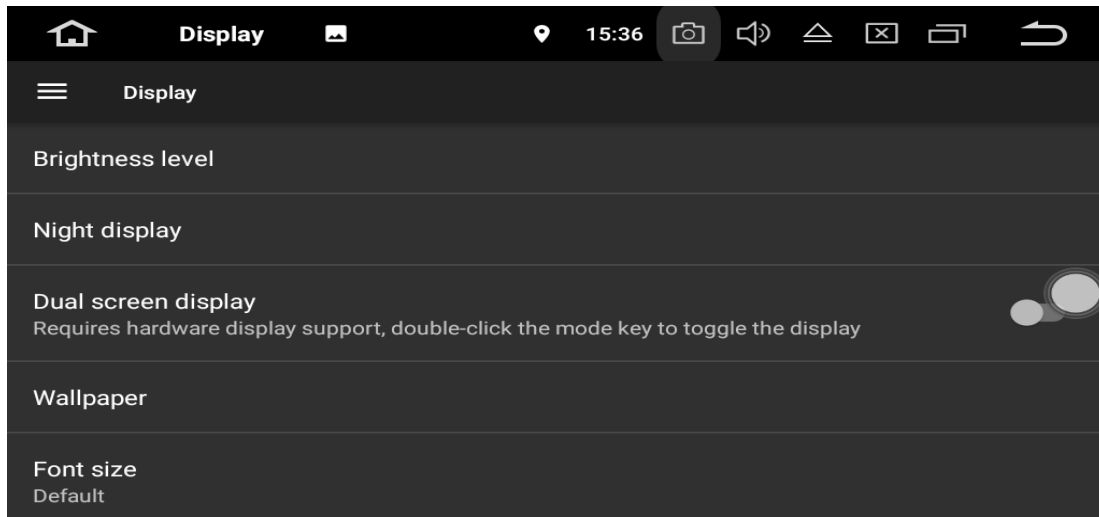 Display
15:36
Display
Brightness level
Night display
Dual screen display
Requires hardware display support, double-click the mode key to toggle the display
Wallpaper
Font size
Default